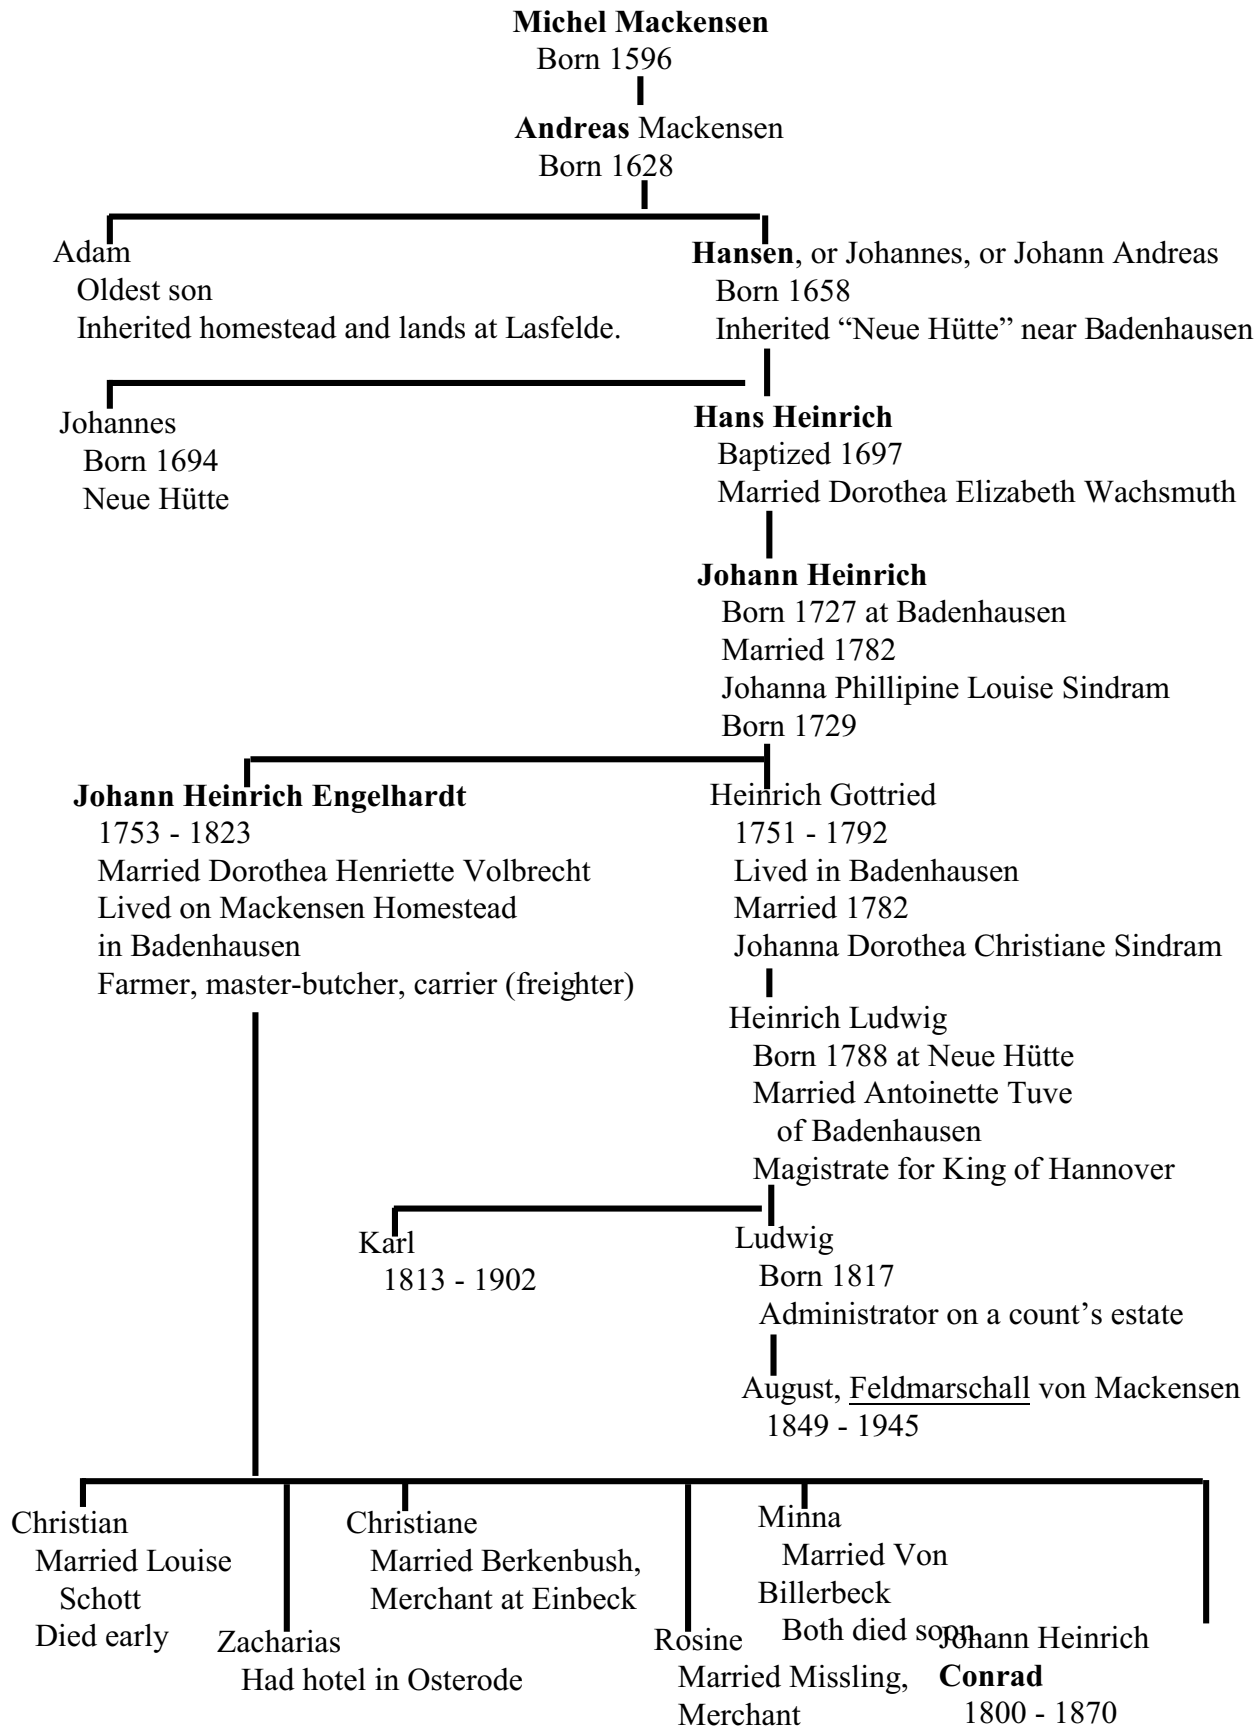 Michel Mackensen
Born 1596
Andreas Mackensen
Born 1628
Adam
Oldest son
Inherited homestead and lands at Lasfelde.
Hansen, or Johannes, or Johann Andreas
Born 1658
Inherited “Neue Hütte” near Badenhausen
Johannes
Born 1694
Neue Hütte
Hans Heinrich
Baptized 1697
Married Dorothea Elizabeth Wachsmuth
Johann Heinrich
Born 1727 at Badenhausen
Married 1782
Johanna Phillipine Louise Sindram
Born 1729
Johann Heinrich Engelhardt
1753 - 1823
Married Dorothea Henriette Volbrecht
Lived on Mackensen Homestead
in Badenhausen
Farmer, master-butcher, carrier (freighter)
Heinrich Gottried
1751 - 1792
Lived in Badenhausen
Married 1782
Johanna Dorothea Christiane Sindram
Heinrich Ludwig
Born 1788 at Neue Hütte
Married Antoinette Tuve
of Badenhausen
Magistrate for King of Hannover
Karl
1813 - 1902
Ludwig
Born 1817
Administrator on a count’s estate
August, Feldmarschall von Mackensen
1849 - 1945
Christian
Married Louise
Schott
Died early
Zacharias
Had hotel in Osterode
Christiane
Married Berkenbush,
Merchant at Einbeck
Rosine
Married Missling,
Merchant
Minna
Married Von
Billerbeck
Both died soon
Johann Heinrich
Conrad
1800 - 1870